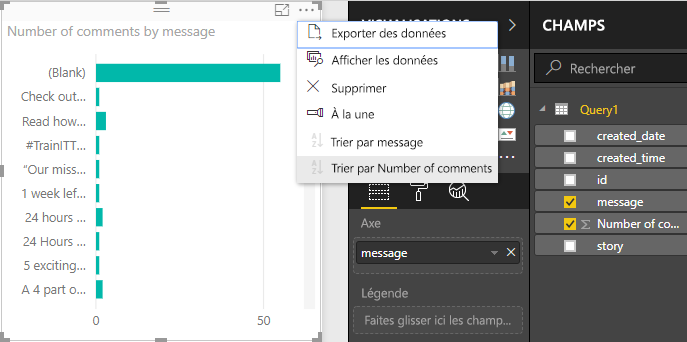 Number of comments by message
(Blank)
Check out...
Read how...
#TrainITT...
“Our miss...
1 week lef...
24 hours ...
24 Hours ...
5 exciting...
A 4 part o...
0
50
Exporter des données
Afficher les données
Supprimer
À la une
Trier par message
Trier par Number of comments
Axe
message
Légende
Faites glisser ici les champ...
CHAMPS
Rechercher
Query1
created_date
created_time
id
message
Number of co...
story